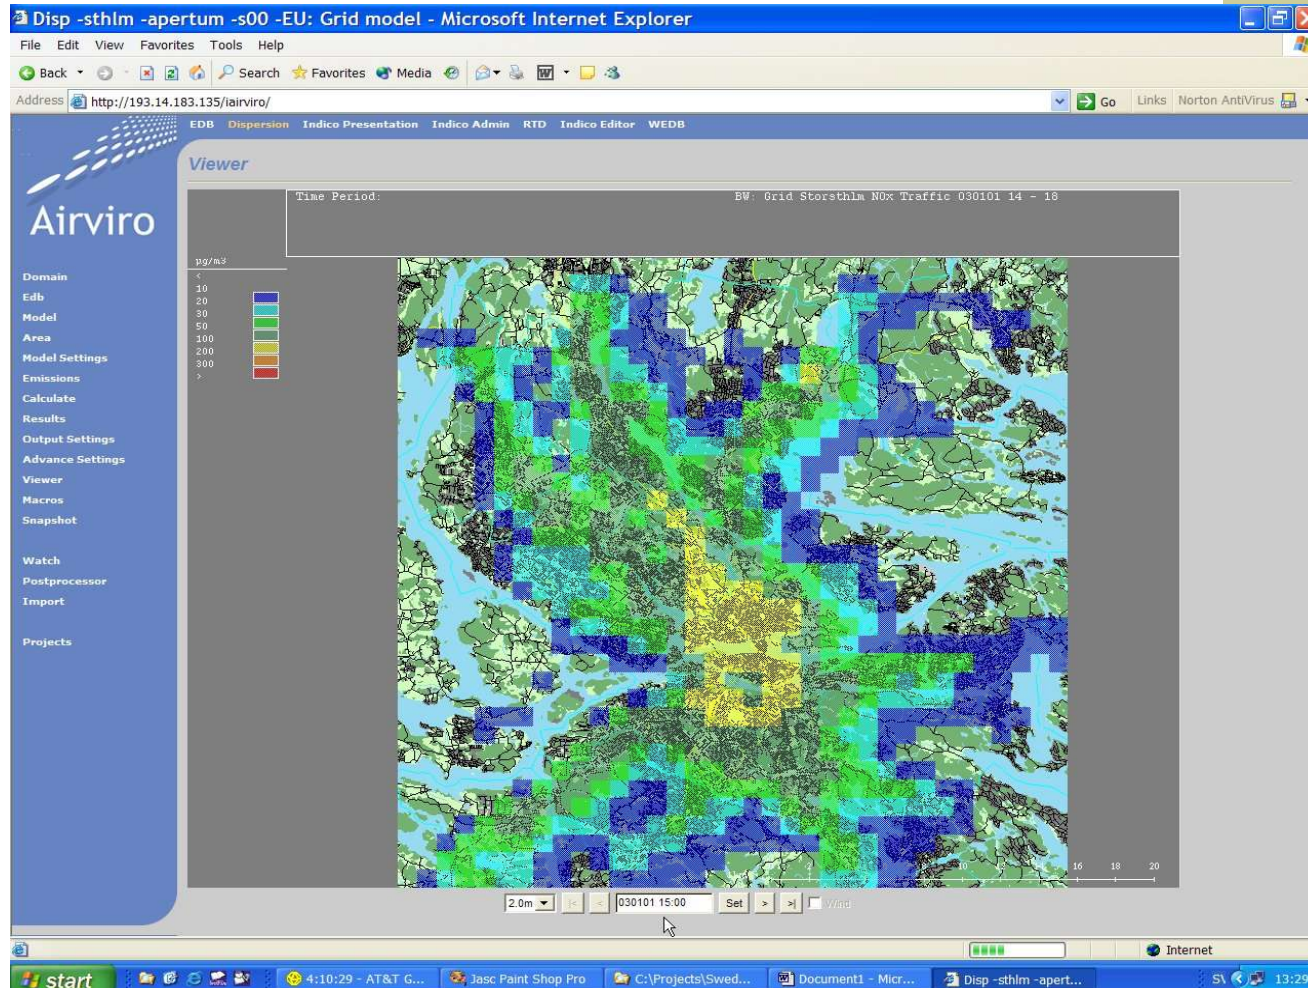 Disp -sthlm -apertum -s00 -EU: Grid model - Microsoft Internet Explorer
File Edit View Favorites Tools Help
Back Search Favorites Media
Address http://193.14.183.135/iairviro/ Go Links Norton AntiVirus
EDB Dispersion Indico Presentation Indico Admin RTD Indico Editor WEDB
Viewer
Airviro
Time Period: BW: Grid Storsthlm NOx Traffic 030101 14 - 18
µg/m3
<
10
20
30
50
100
200
300
>
Domain
Edb
Model
Area
Model Settings
Emissions
Calculate
Results
Output Settings
Advance Settings
Viewer
Macros
Snapshot
Watch
Postprocessor
Import
Projects
10 12 14 16 18 20
2.0m |< < 030101 15:00 Set > >| Wind
Internet
start 4:10:29 - AT&T G... Jasc Paint Shop Pro C:\Projects\Swed... Document1 - Micr... Disp -sthlm -apert... 13:29